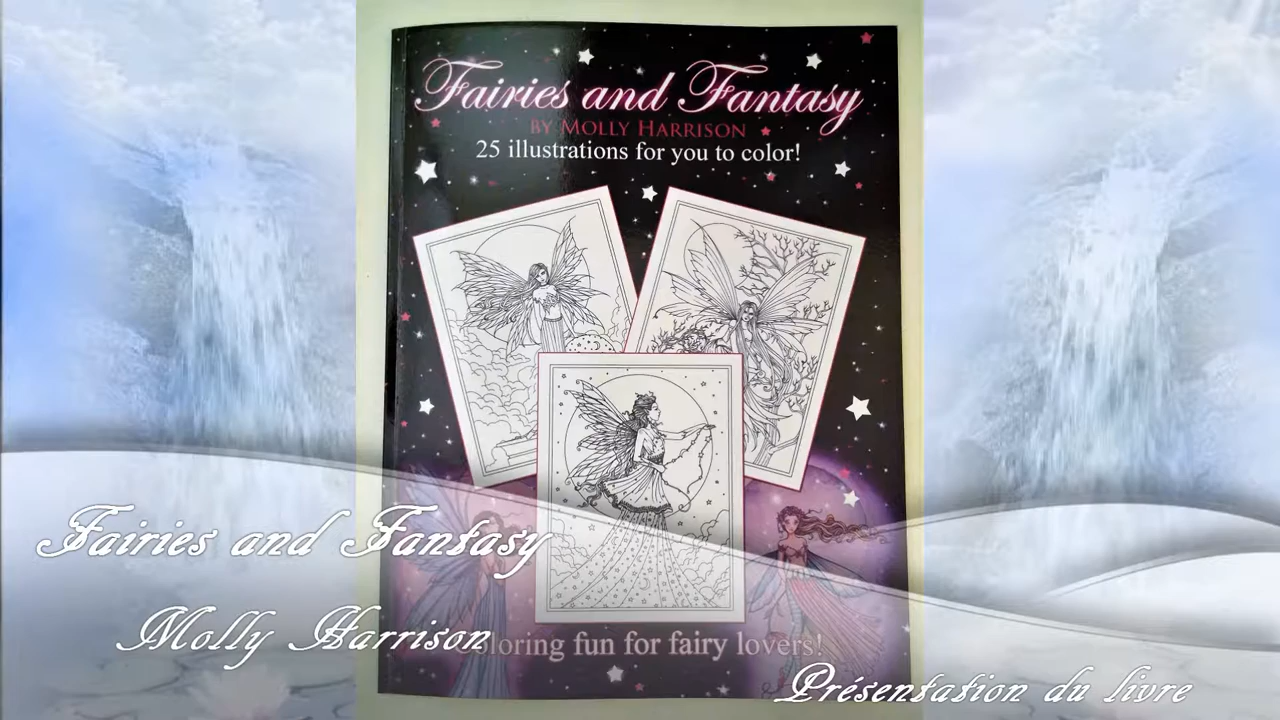 Fairies and Fantasy
BY MOLLY HARRISON
25 illustrations for you to color!
Coloring fun for fairy lovers!
Fairies and Fantasy
Molly Harrison
Présentation du livre